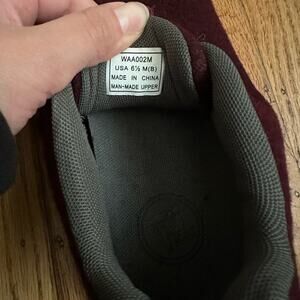 WAA002M
USA 6½ M(B)
MADE IN CHINA
MAN-MADE UPPER